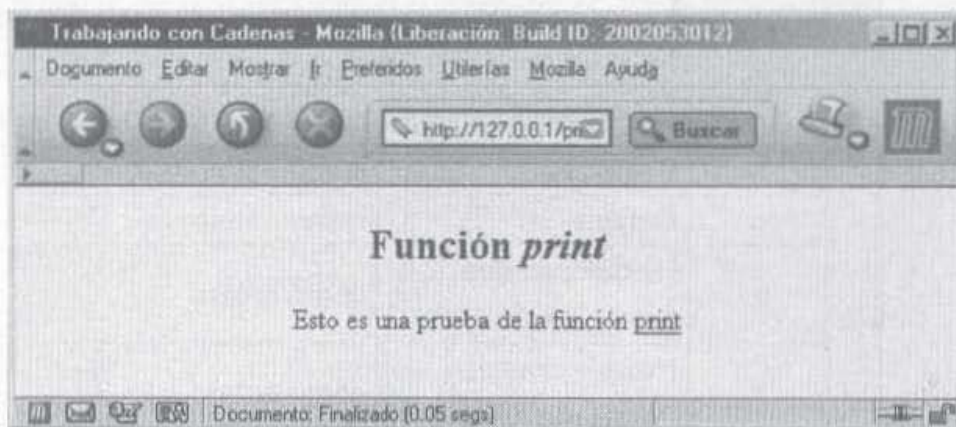 Trabajando con Cadenas - Mozilla {Liberación: Build ID: 2002053012}
Documento Editar Mostrar Ir Preferidos Utilerías Mozilla Ayuda
http://127.0.0.1/prin Buscar
Función print
Esto es una prueba de la función print
Documento: Finalizado (0.05 segs)